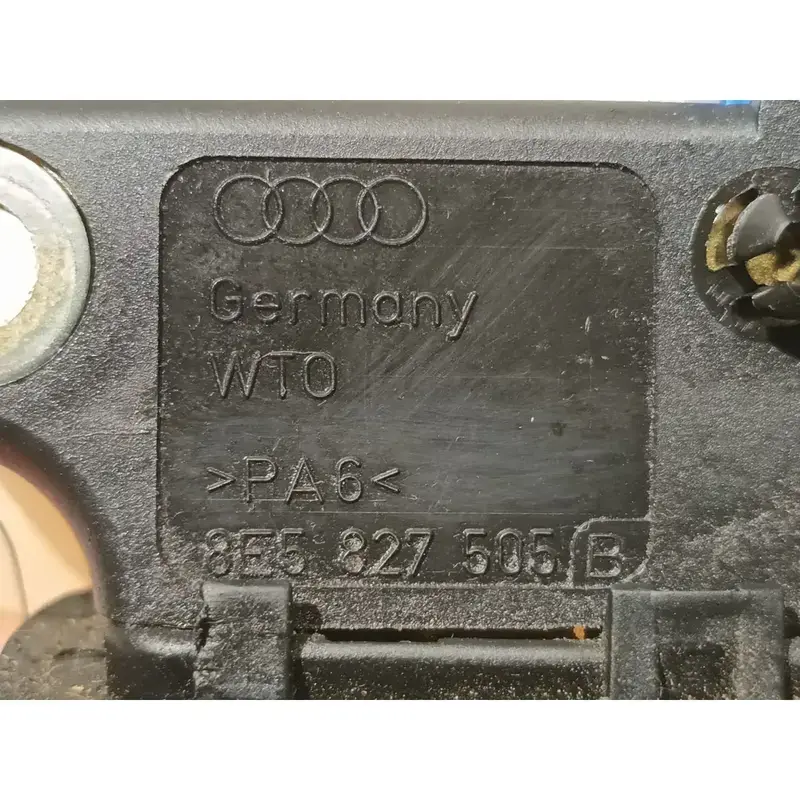 Germany
WTO
>PA6<
8E5 827 505 B